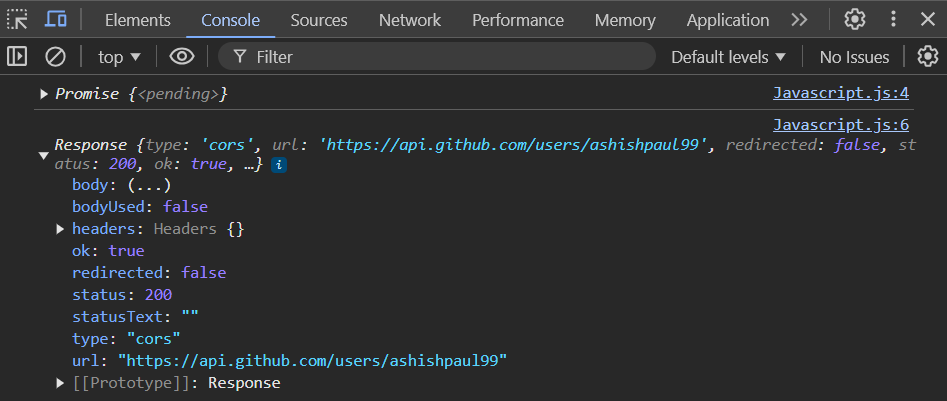 Elements Console Sources Network Performance Memory Application
top Filter Default levels No Issues
Promise {<pending>} Javascript.js:4
Javascript.js:6
Response {type: 'cors', url: 'https://api.github.com/users/ashishpaul99', redirected: false, st
atus: 200, ok: true, …} i
body: (...)
bodyUsed: false
headers: Headers {}
ok: true
redirected: false
status: 200
statusText: ""
type: "cors"
url: "https://api.github.com/users/ashishpaul99"
[[Prototype]]: Response